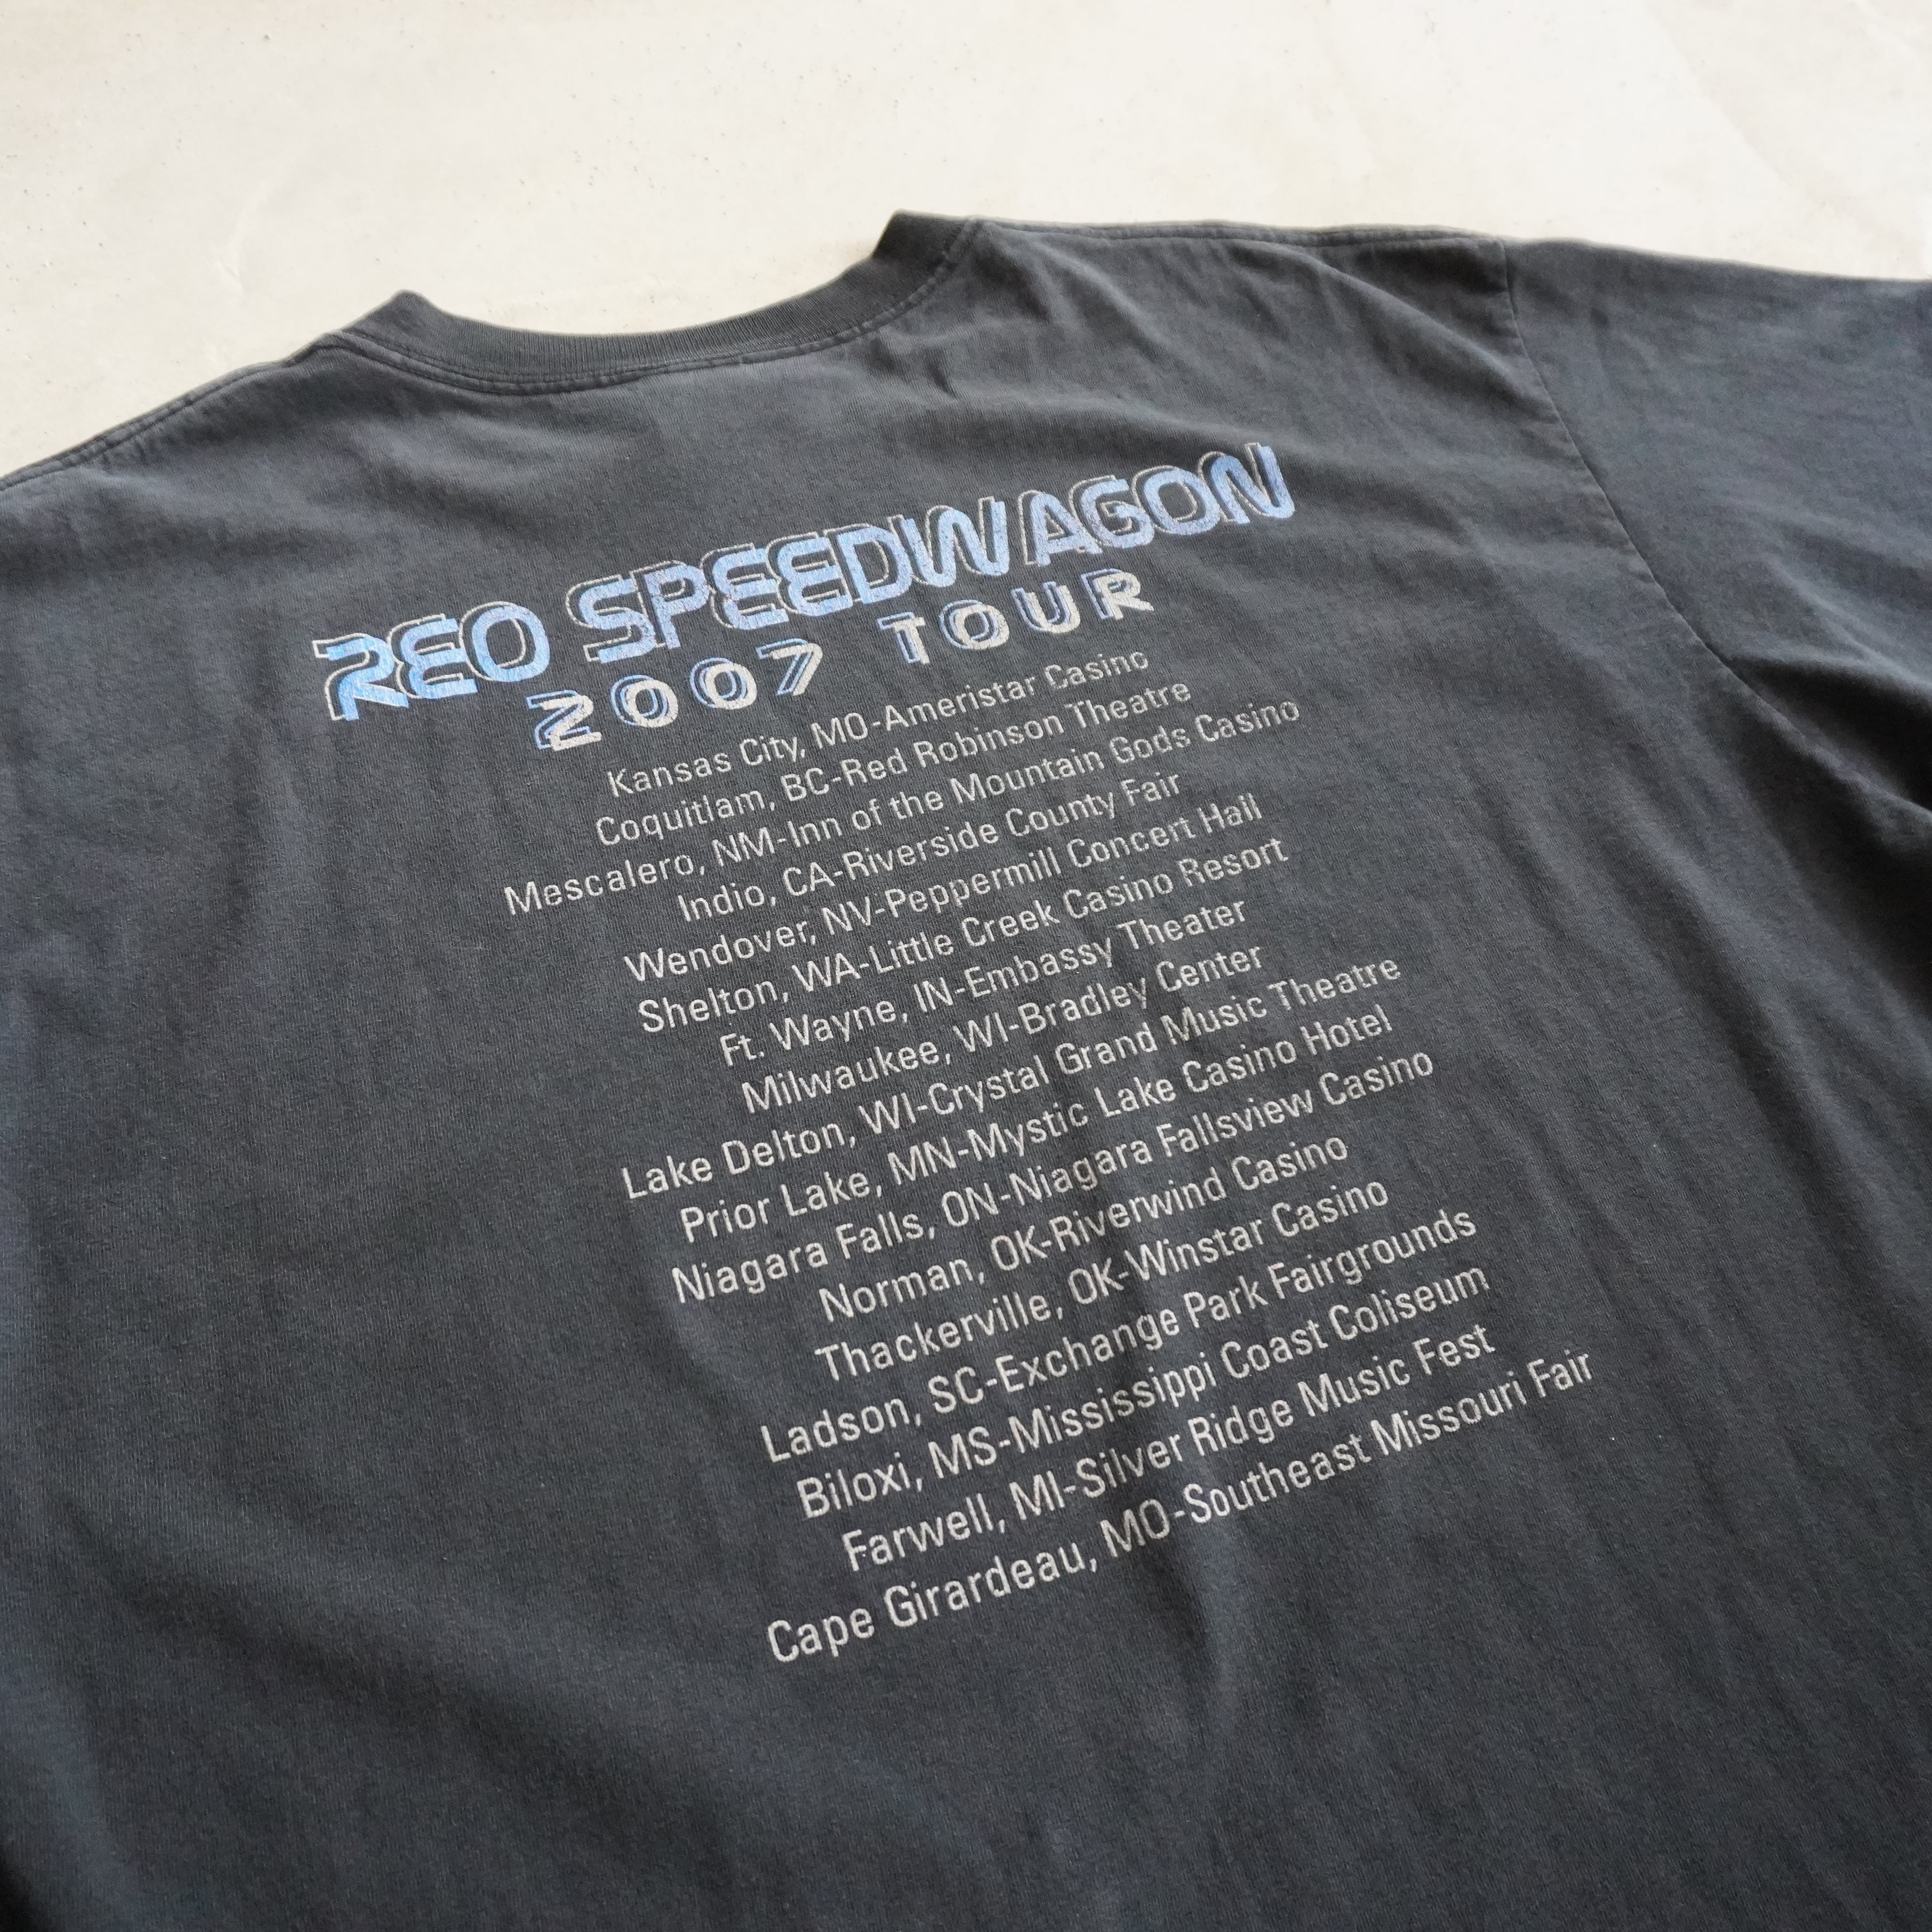 REO SPEEDWAGON
2007 TOUR
Kansas City, MO-Ameristar Casino
Coquitlam, BC-Red Robinson Theatre
Mescalero, NM-Inn of the Mountain Gods Casino
Indio, CA-Riverside County Fair
Wendover, NV-Peppermill Concert Hall
Shelton, WA-Little Creek Casino Resort
Ft. Wayne, IN-Embassy Theater
Milwaukee, WI-Bradley Center
Lake Delton, WI-Crystal Grand Music Theatre
Prior Lake, MN-Mystic Lake Casino Hotel
Niagara Falls, ON-Niagara Fallsview Casino
Norman, OK-Riverwind Casino
Thackerville, OK-Winstar Casino
Ladson, SC-Exchange Park Fairgrounds
Biloxi, MS-Mississippi Coast Coliseum
Farwell, MI-Silver Ridge Music Fest
Cape Girardeau, MO-Southeast Missouri Fair